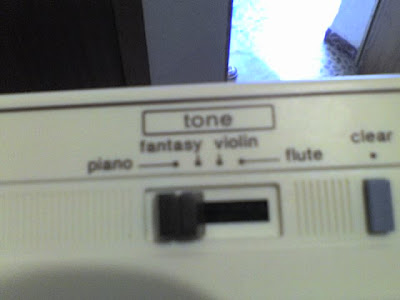 tone
fantasy violin
clear
piano flute